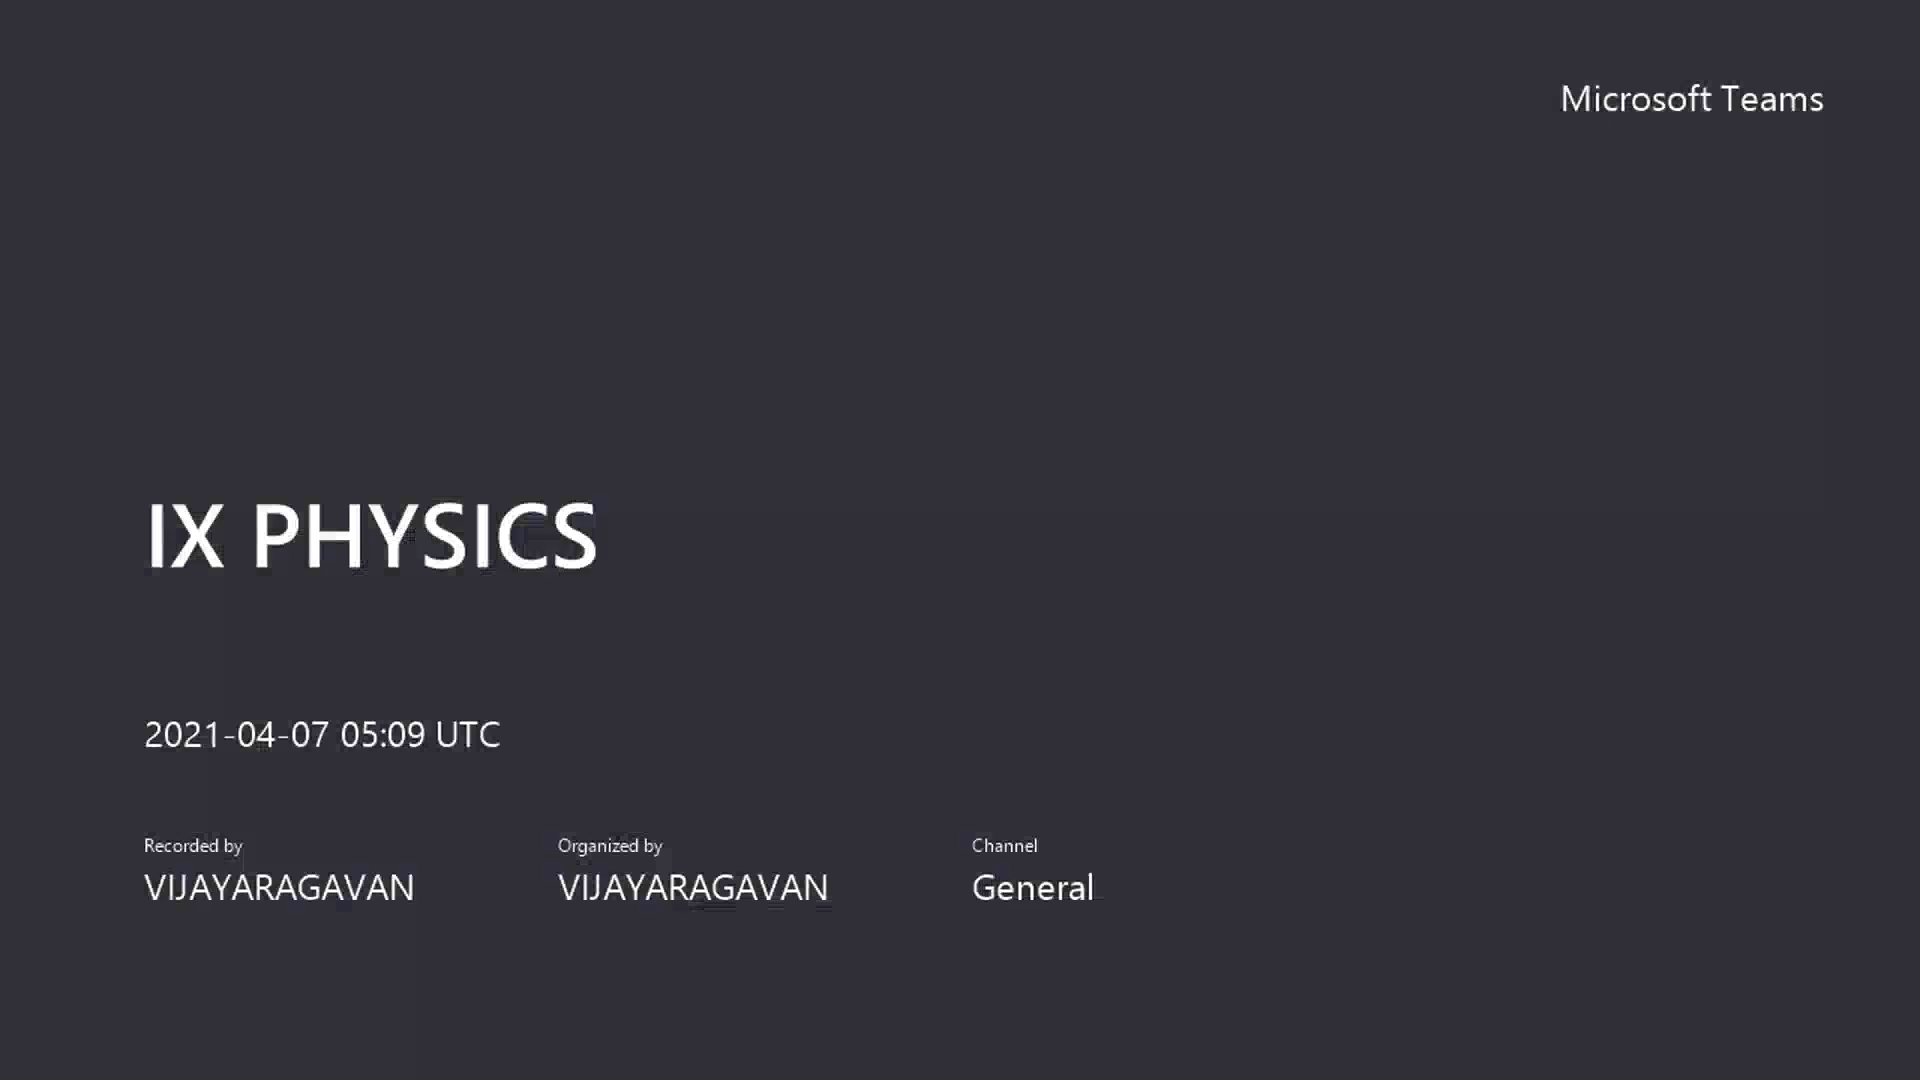 Microsoft Teams
IX PHYSICS
2021-04-07 05:09 UTC
Recorded by
VIJAYARAGAVAN
Organized by
VIJAYARAGAVAN
Channel
General